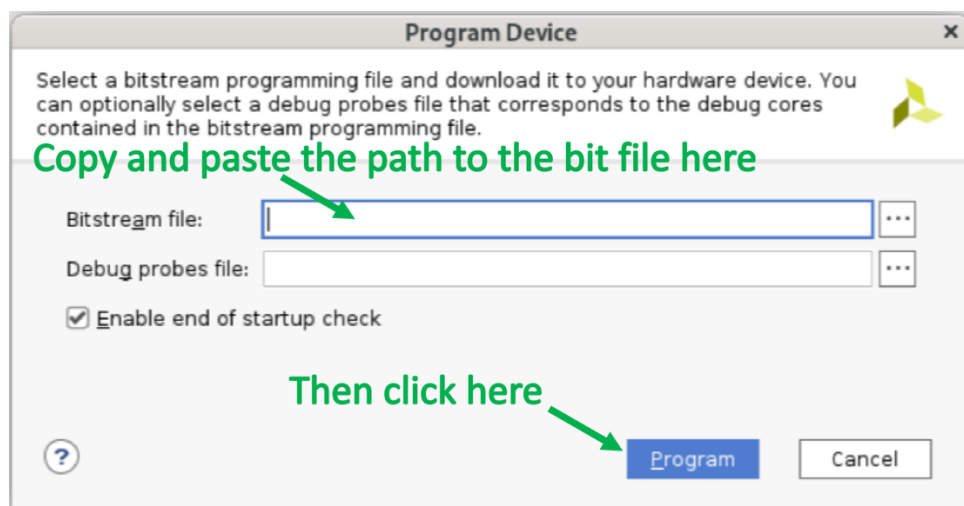 Program Device
Select a bitstream programming file and download it to your hardware device. You
can optionally select a debug probes file that corresponds to the debug cores
contained in the bitstream programming file.
Copy and paste the path to the bit file here
Bitstream file:
Debug probes file:
Enable end of startup check
Then click here
? Program Cancel